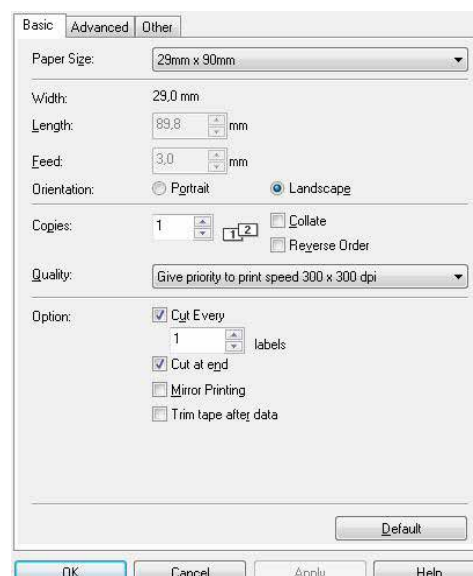 Basic Advanced Other
Paper Size: 29mm x 90mm
Width: 29,0 mm
Length: 89,8 mm
Feed: 3,0 mm
Orientation: Portrait Landscape
Copies: 1 1 2 Collate
Reverse Order
Quality: Give priority to print speed 300 x 300 dpi
Option: Cut Every
1 labels
Cut at end
Mirror Printing
Trim tape after data
Default
OK Cancel Apply Help